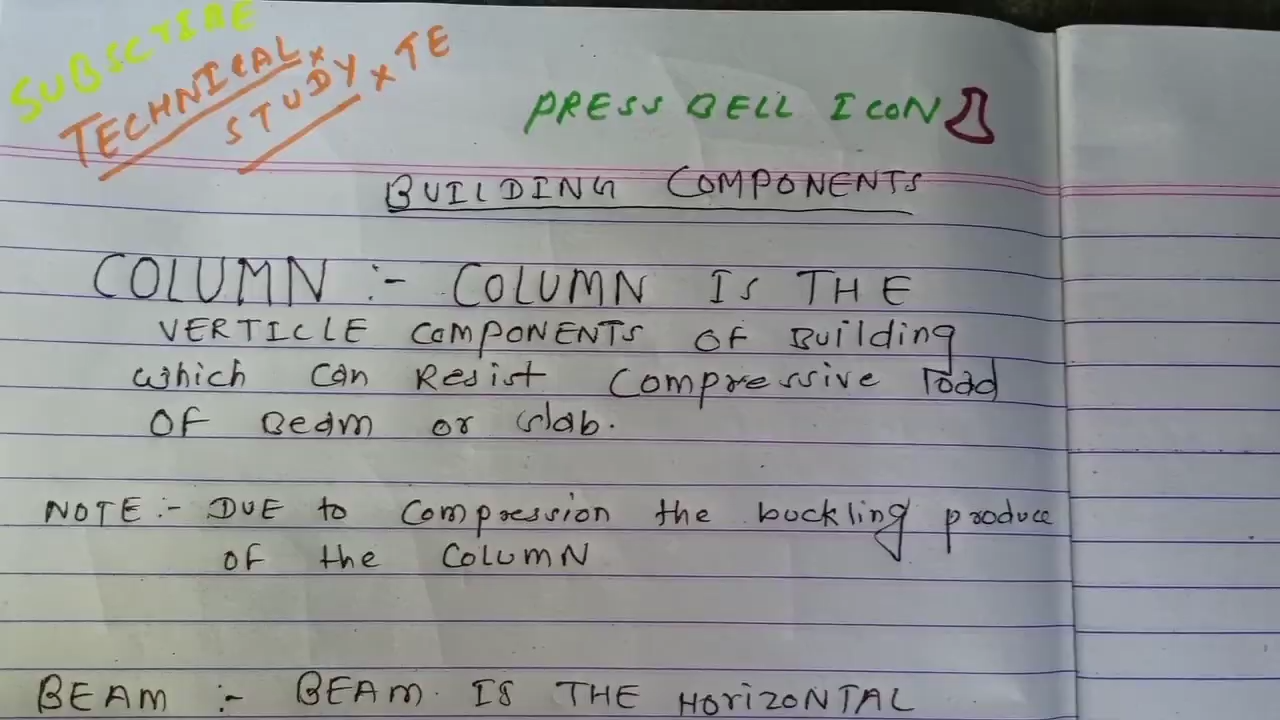 SUBSCTIRE
TECHNICAL x
STUDY x TE
PRESS BELL ICON
BUILDING COMPONENTS
COLUMN :- COLUMN IS THE
VERTICLE COMPONENTS OF Building
which can Resist compressive load
OF Beam or slab.
NOTE :- DUE to compression the buckling produce
of the COLUMN
BEAM :- BEAM IS THE HORIZONTAL